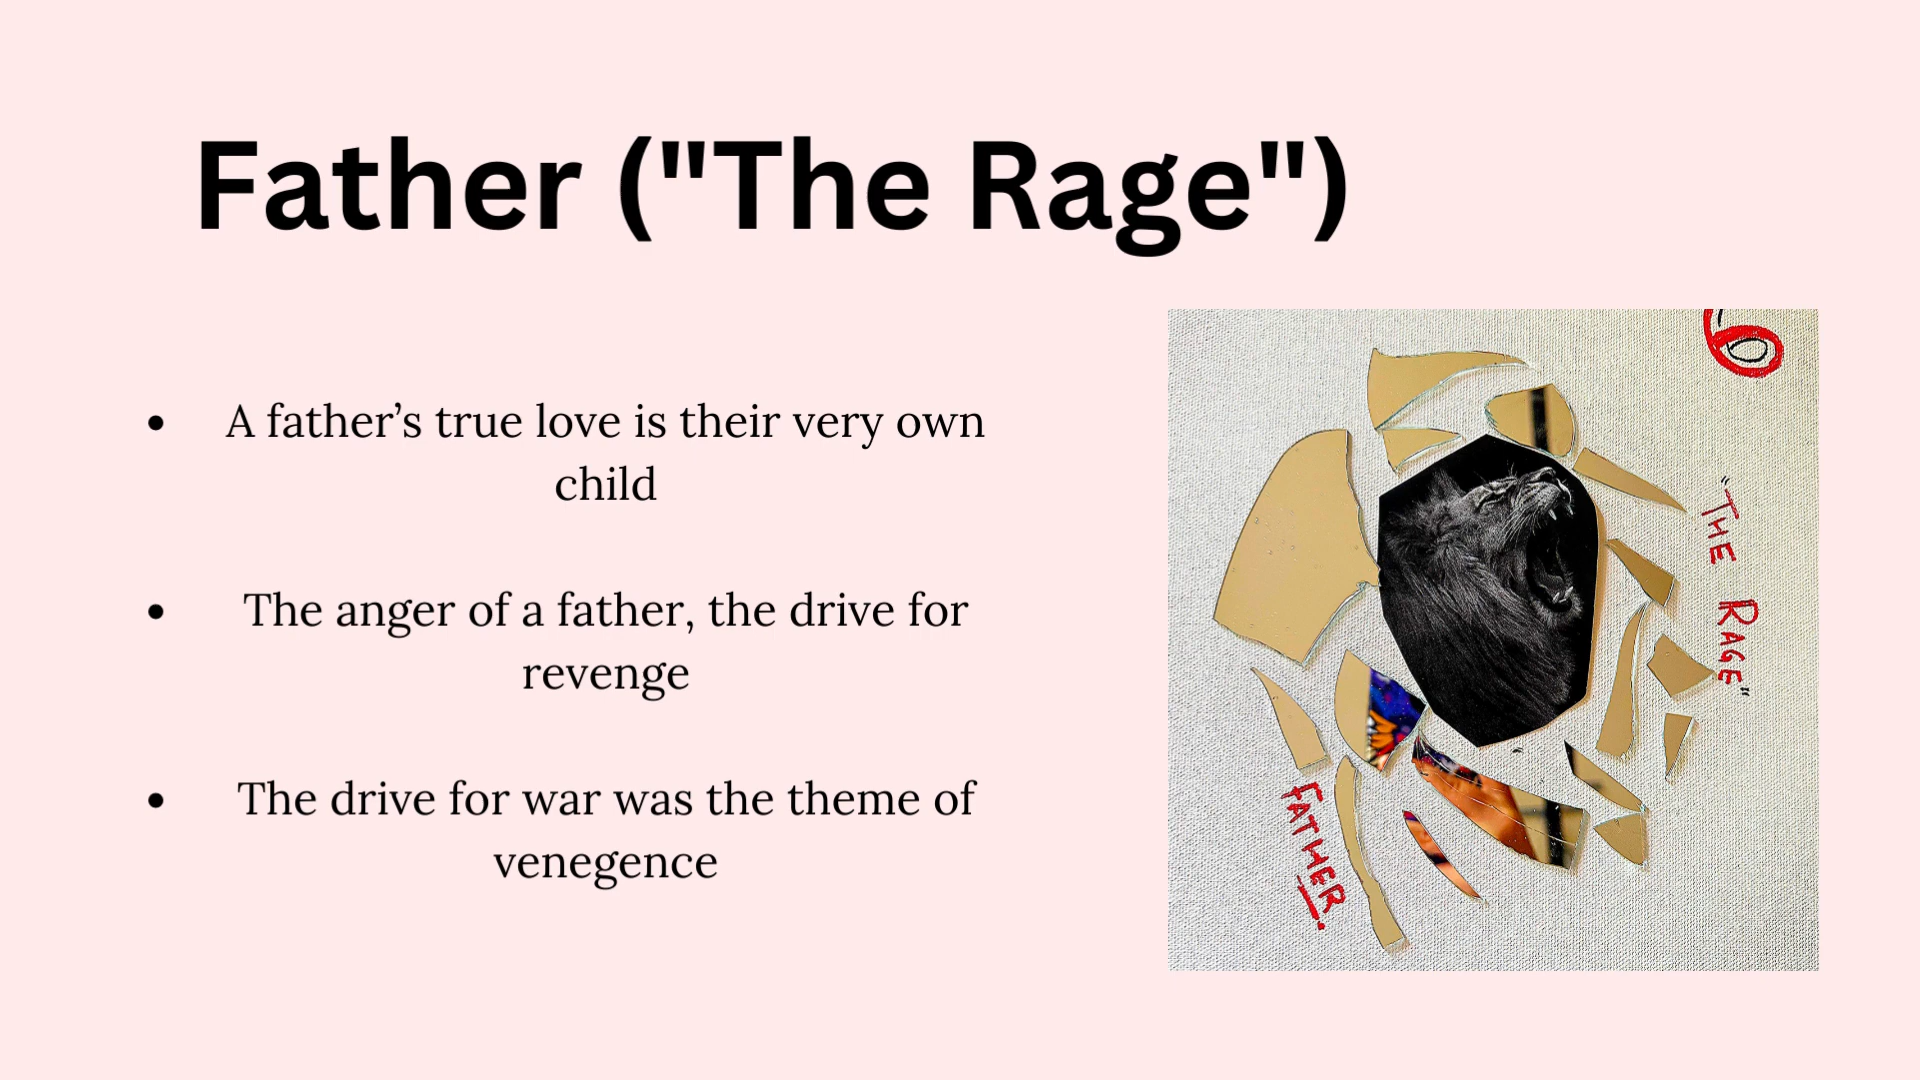 Father ("The Rage")
• A father’s true love is their very own
child
• The anger of a father, the drive for
revenge
• The drive for war was the theme of
venegence
"THE RAGE"
FATHER.